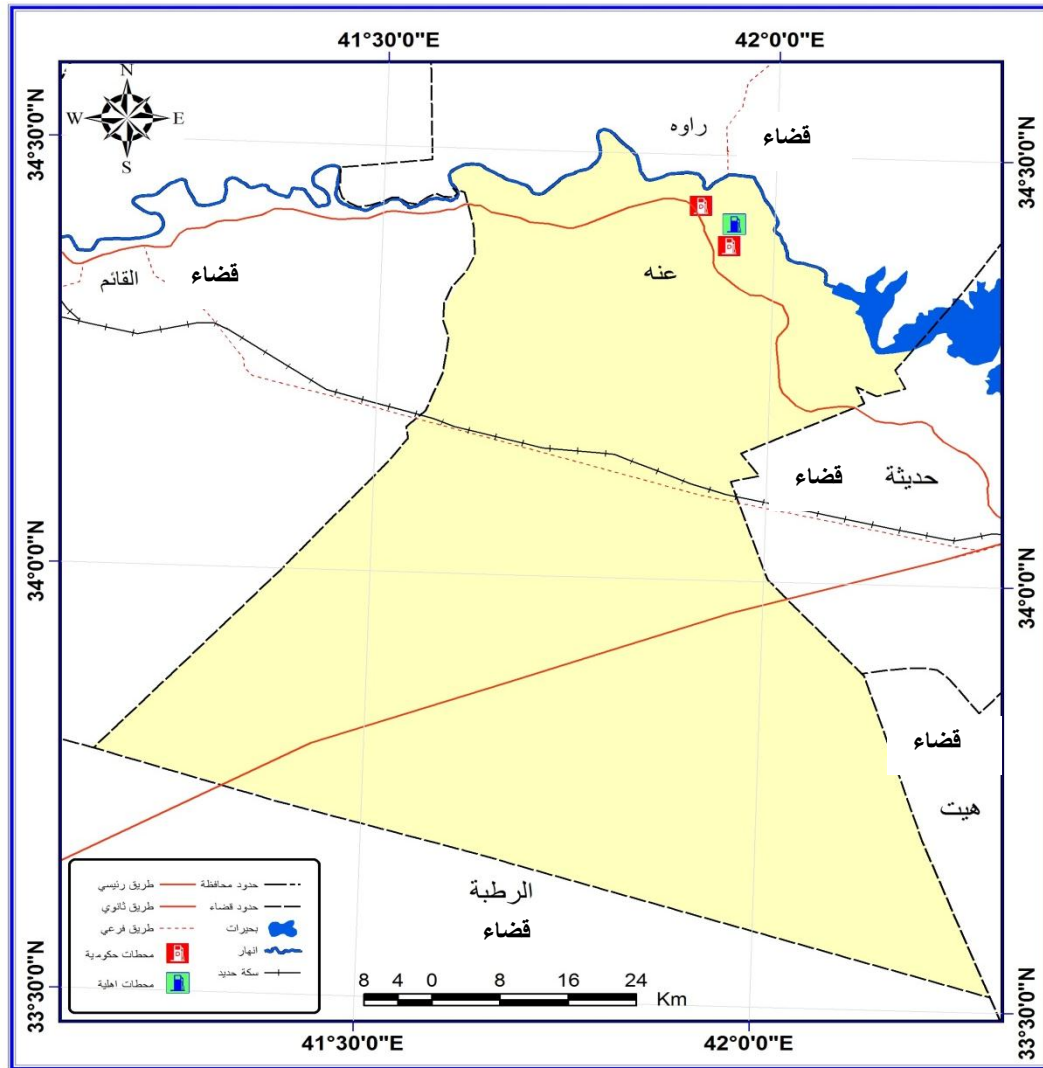 41°30'0"E 42°0'0"E
N
W E
S
34°30'0"N 34°30'0"N
راوه
قضاء
القائم قضاء
عنه
قضاء حديثة
34°0'0"N 34°0'0"N
قضاء
هيت
الرطبة
قضاء
حدود محافظة طريق رئيسي
حدود قضاء طريق ثانوي
بحيرات طريق فرعي
انهار محطات حكومية
سكة حديد محطات اهلية
8 4 0 8 16 24
Km
33°30'0"N 33°30'0"N
41°30'0"E 42°0'0"E